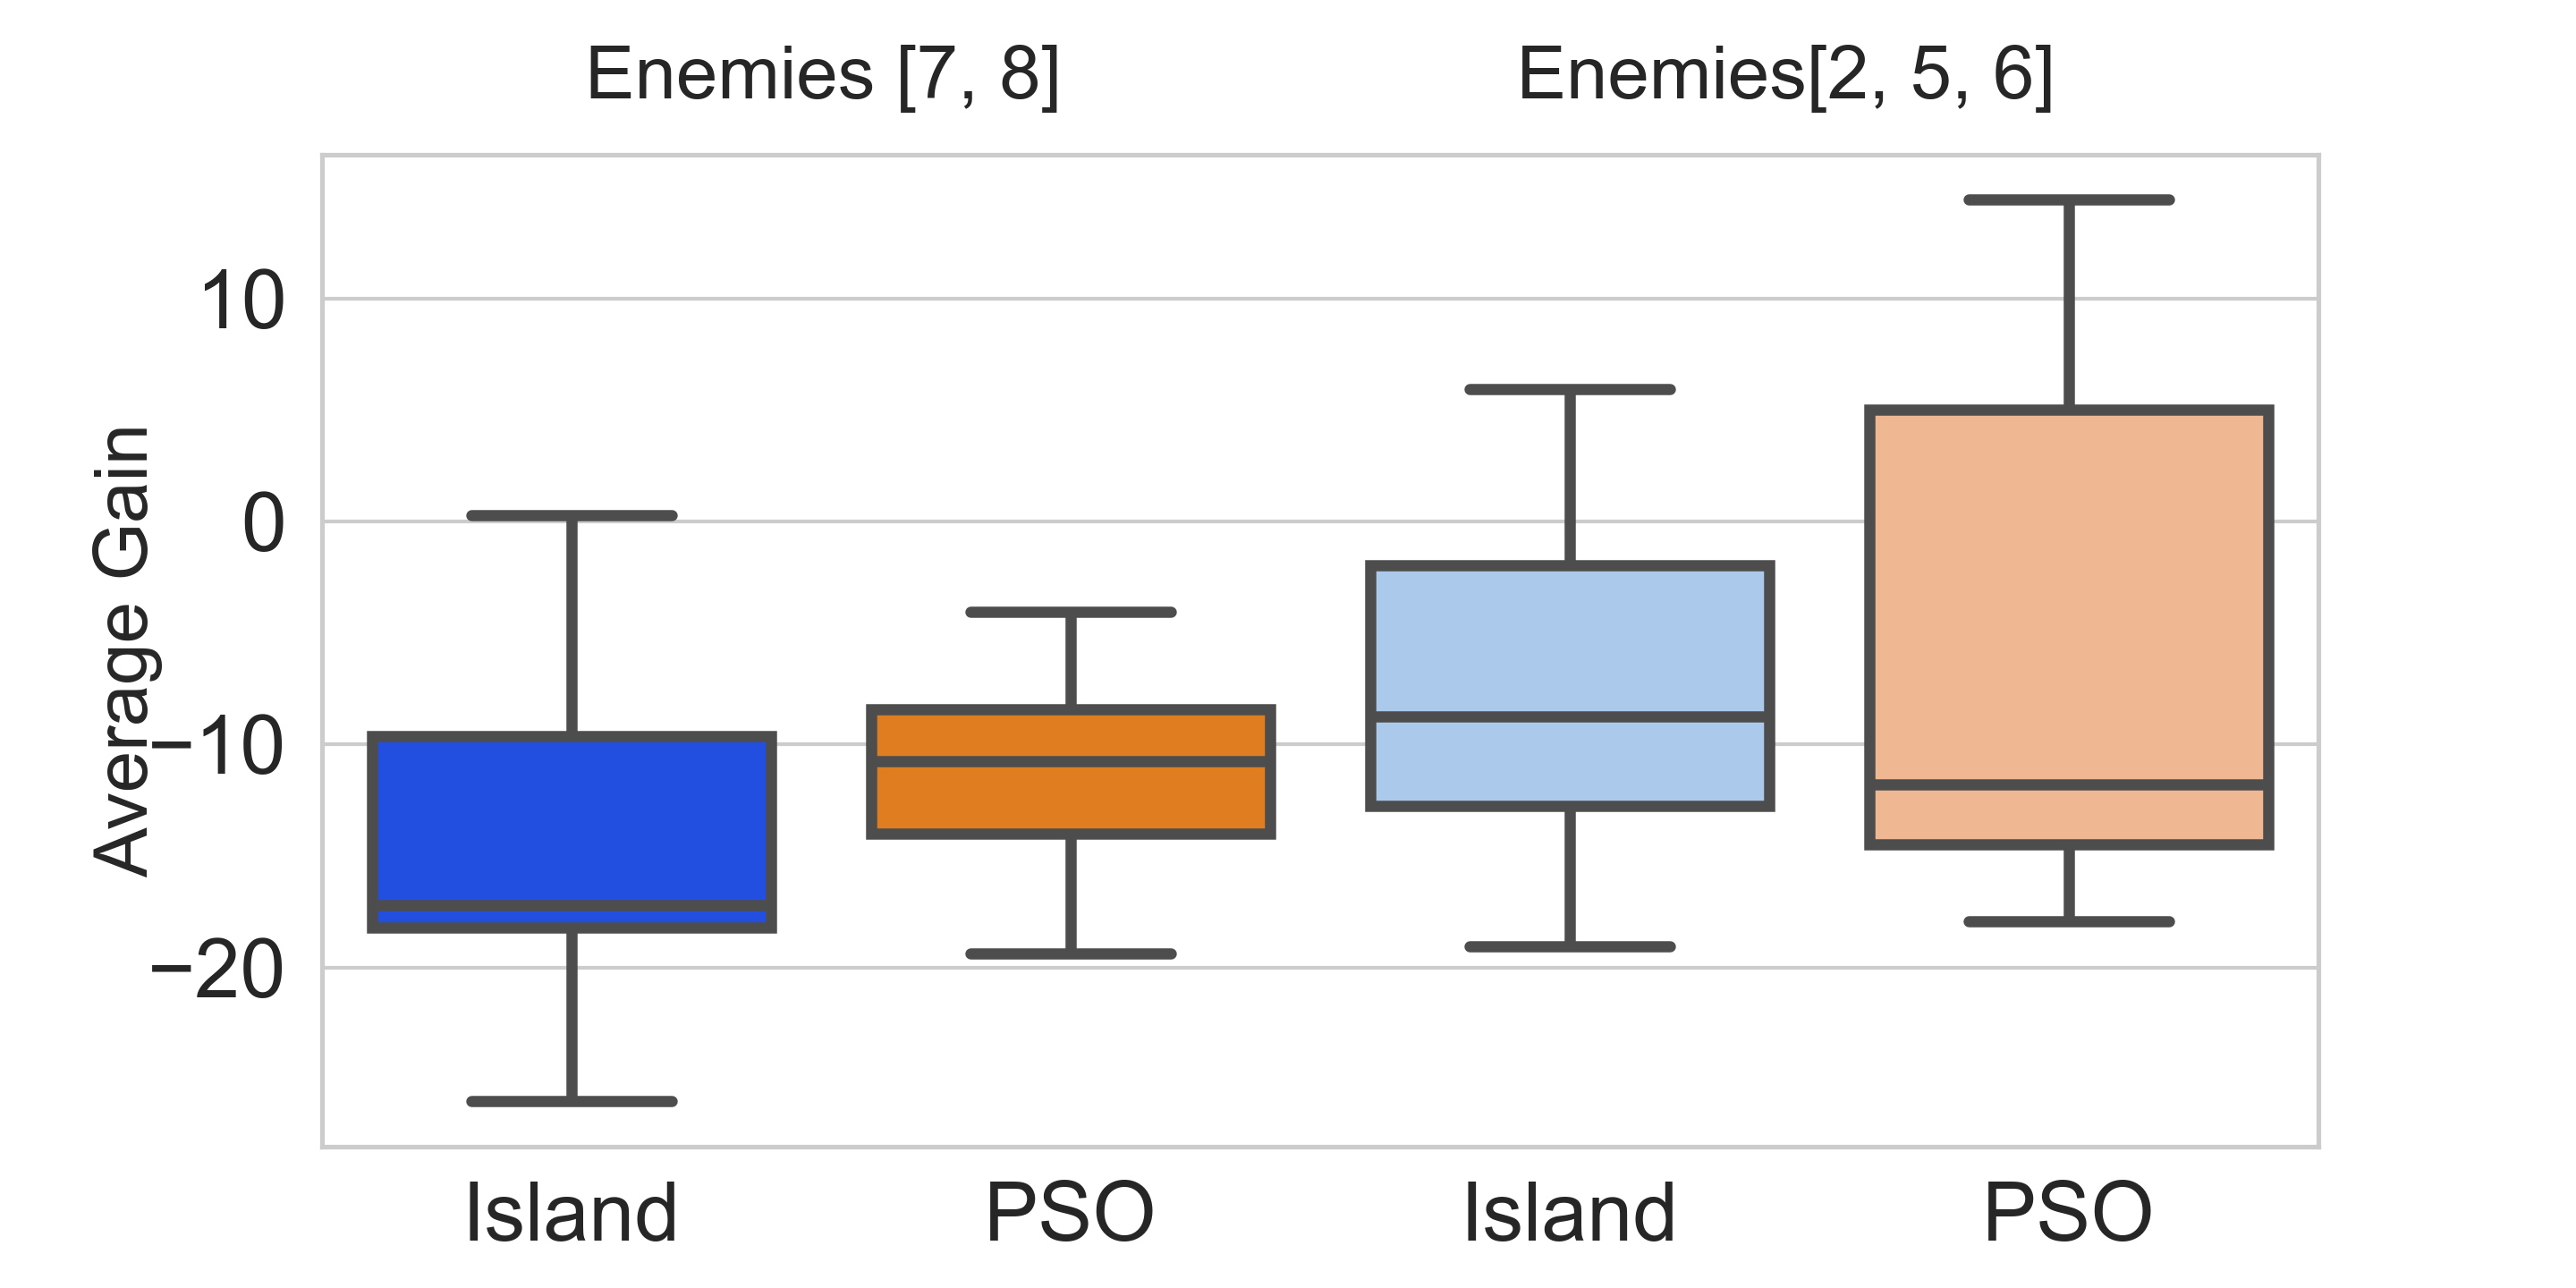 Enemies [7, 8]
Enemies[2, 5, 6]
Average Gain
10
0
−10
−20
Island
PSO
Island
PSO